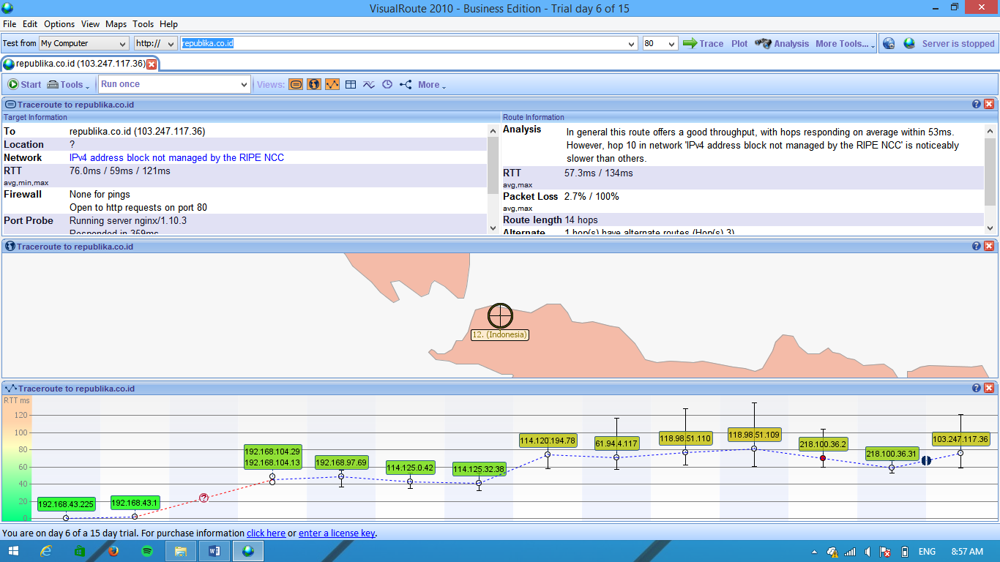 VisualRoute 2010 - Business Edition - Trial day 6 of 15
File Edit Options View Maps Tools Help
Test from My Computer http:// republika.co.id 80 Trace Plot Analysis More Tools... Server is stopped
republika.co.id (103.247.117.36)
Start Tools Run once Views: More
Traceroute to republika.co.id
Target Information
To republika.co.id (103.247.117.36)
Location ?
Network IPv4 address block not managed by the RIPE NCC
RTT 76.0ms / 59ms / 121ms
avg,min,max
Firewall None for pings
Open to http requests on port 80
Port Probe Running server nginx/1.10.3
Responded in 359ms
Route Information
Analysis In general this route offers a good throughput, with hops responding on average within 53ms.
However, hop 10 in network 'IPv4 address block not managed by the RIPE NCC' is noticeably
slower than others.
RTT 57.3ms / 134ms
avg,max
Packet Loss 2.7% / 100%
avg,max
Route length 14 hops
Alternate 1 hop(s) have alternate routes (Hop(s) 3)
Traceroute to republika.co.id
12. (Indonesia)
Traceroute to republika.co.id
RTT ms
120
100
80
60
40
20
0
192.168.43.225
192.168.43.1
?
192.168.104.29
192.168.104.13
192.168.97.69
114.125.0.42
114.125.32.38
114.120.194.78
61.94.4.117
118.98.51.110
118.98.51.109
218.100.36.2
218.100.36.31
103.247.117.36
You are on day 6 of a 15 day trial. For purchase information click here or enter a license key.
ENG 8:57 AM